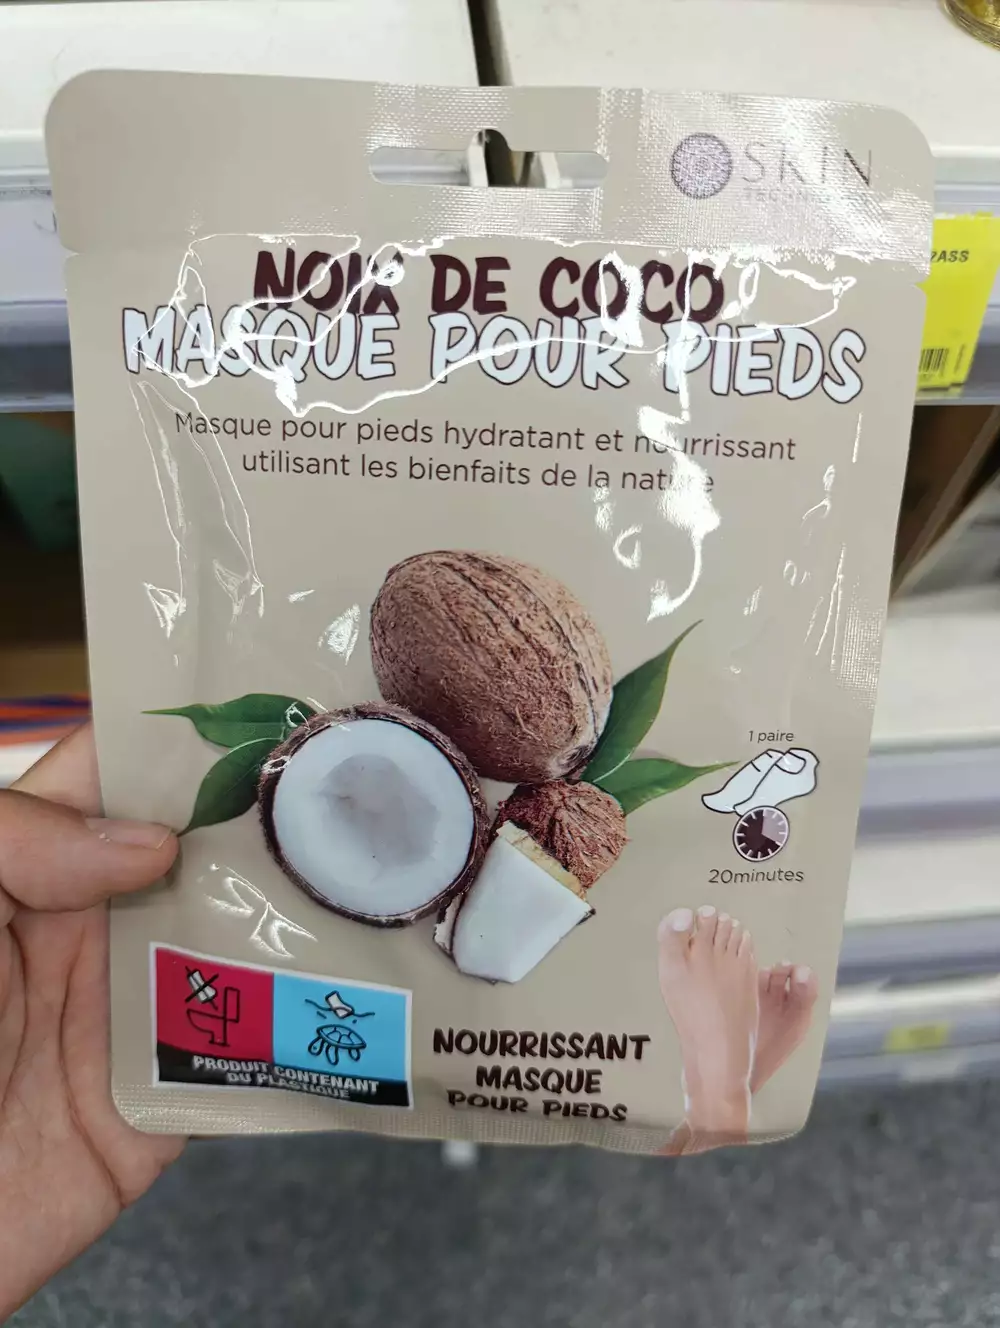 SKIN
NOIX DE COCO
MASQUE POUR PIEDS
Masque pour pieds hydratant et nourrissant
utilisant les bienfaits de la nature
1 paire
20minutes
PRODUIT CONTENANT
DU PLASTIQUE
NOURRISSANT
MASQUE
POUR PIEDS